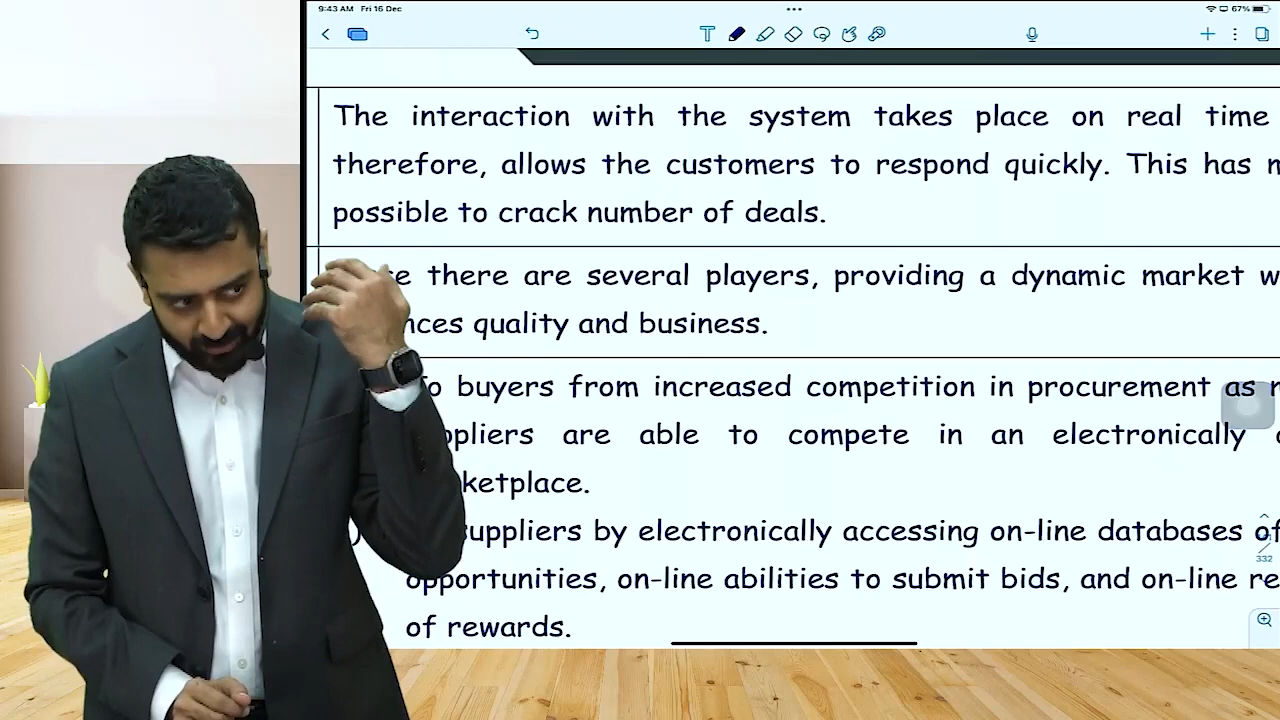 9:43 AM Fri 16 Dec
67%
The interaction with the system takes place on real time
therefore, allows the customers to respond quickly. This has
possible to crack number of deals.
there are several players, providing a dynamic market
quality and business.
buyers from increased competition in procurement as
are able to compete in an electronically
suppliers by electronically accessing on-line databases of
opportunities, on-line abilities to submit bids, and on-line
of rewards.
332